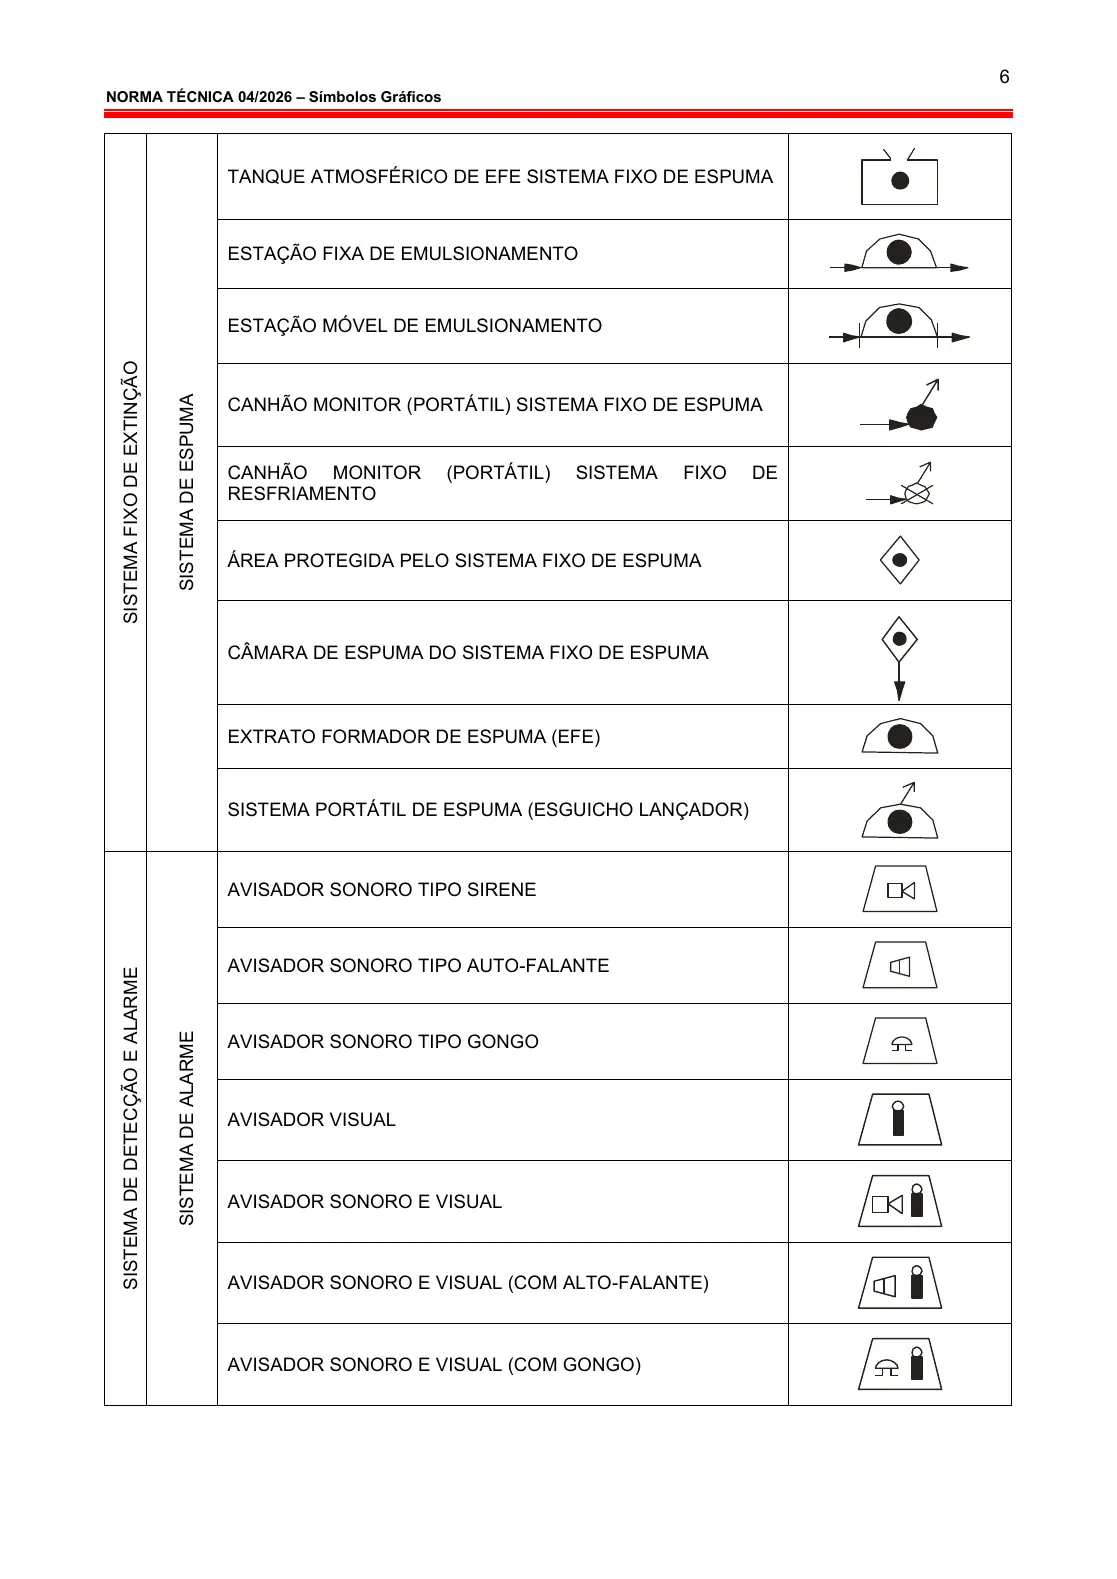 6
NORMA TÉCNICA 04/2026 – Símbolos Gráficos
SISTEMA FIXO DE EXTINÇÃO
SISTEMA DE ESPUMA
TANQUE ATMOSFÉRICO DE EFE SISTEMA FIXO DE ESPUMA
ESTAÇÃO FIXA DE EMULSIONAMENTO
ESTAÇÃO MÓVEL DE EMULSIONAMENTO
CANHÃO MONITOR (PORTÁTIL) SISTEMA FIXO DE ESPUMA
CANHÃO MONITOR (PORTÁTIL) SISTEMA FIXO DE
RESFRIAMENTO
ÁREA PROTEGIDA PELO SISTEMA FIXO DE ESPUMA
CÂMARA DE ESPUMA DO SISTEMA FIXO DE ESPUMA
EXTRATO FORMADOR DE ESPUMA (EFE)
SISTEMA PORTÁTIL DE ESPUMA (ESGUICHO LANÇADOR)
SISTEMA DE DETECÇÃO E ALARME
SISTEMA DE ALARME
AVISADOR SONORO TIPO SIRENE
AVISADOR SONORO TIPO AUTO-FALANTE
AVISADOR SONORO TIPO GONGO
AVISADOR VISUAL
AVISADOR SONORO E VISUAL
AVISADOR SONORO E VISUAL (COM ALTO-FALANTE)
AVISADOR SONORO E VISUAL (COM GONGO)